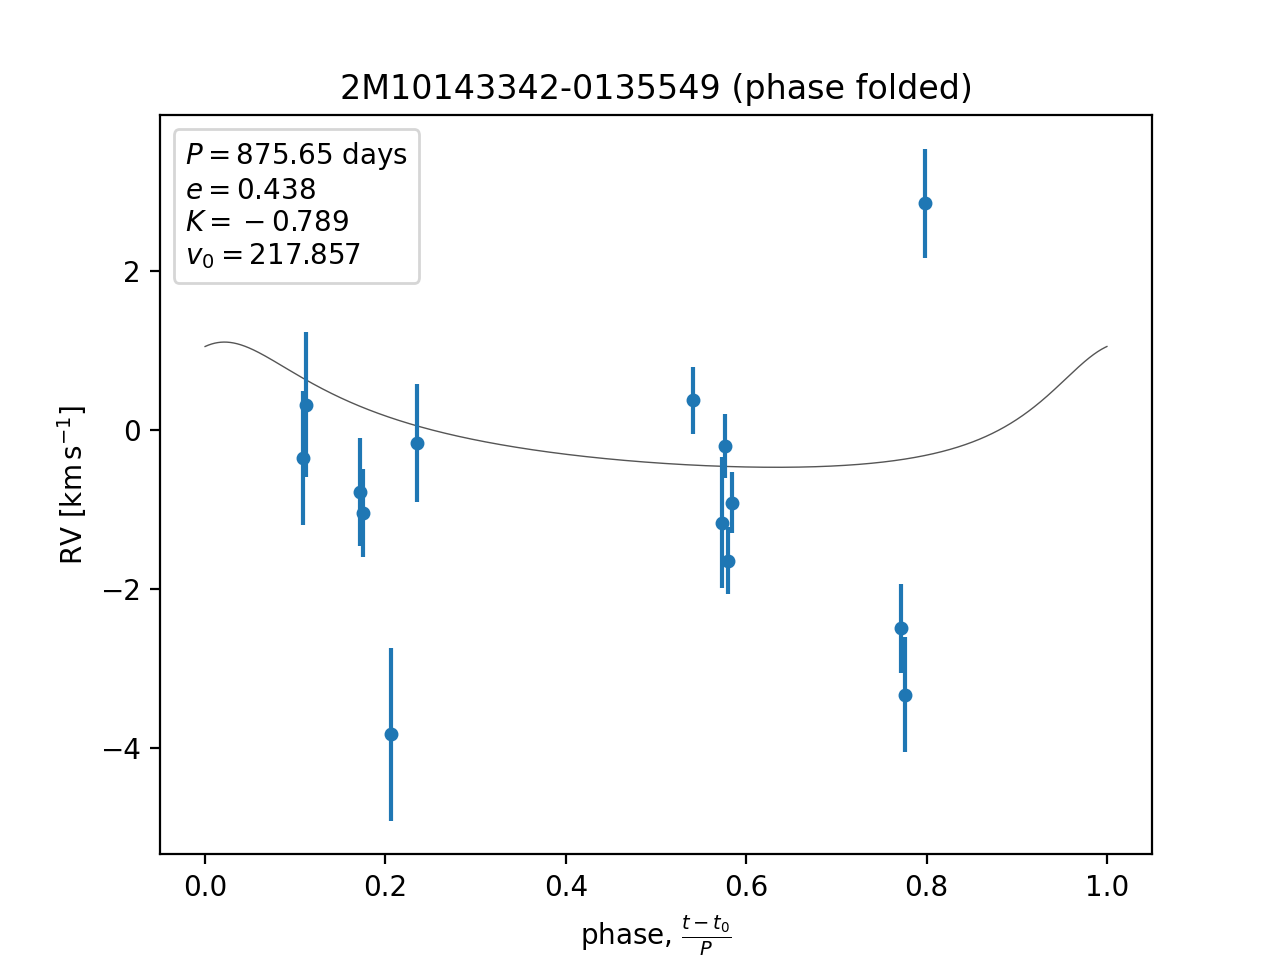 2M10143342-0135549 (phase folded)
P = 875.65 days
e = 0.438
K = −0.789
v₀ = 217.857
RV [km s⁻¹]
2
0
−2
−4
0.0 0.2 0.4 0.6 0.8 1.0
phase, (t − t₀)/P